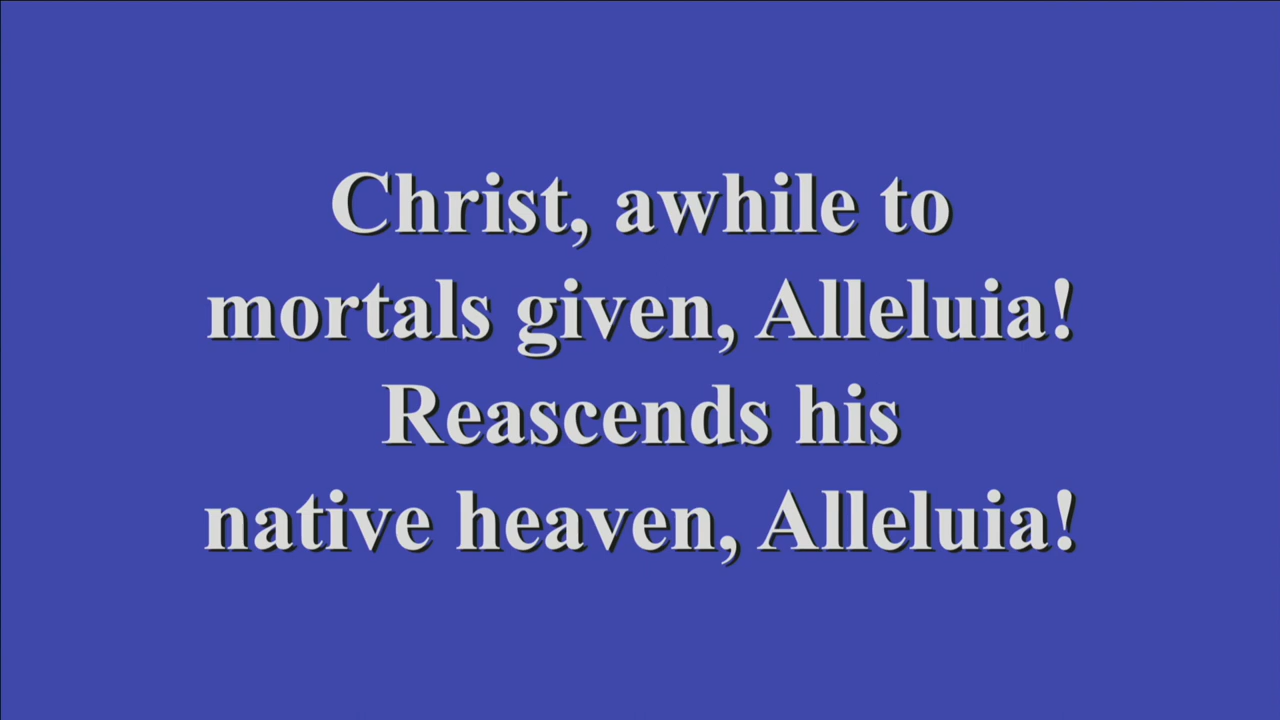 Christ, awhile to
mortals given, Alleluia!
Reascends his
native heaven, Alleluia!